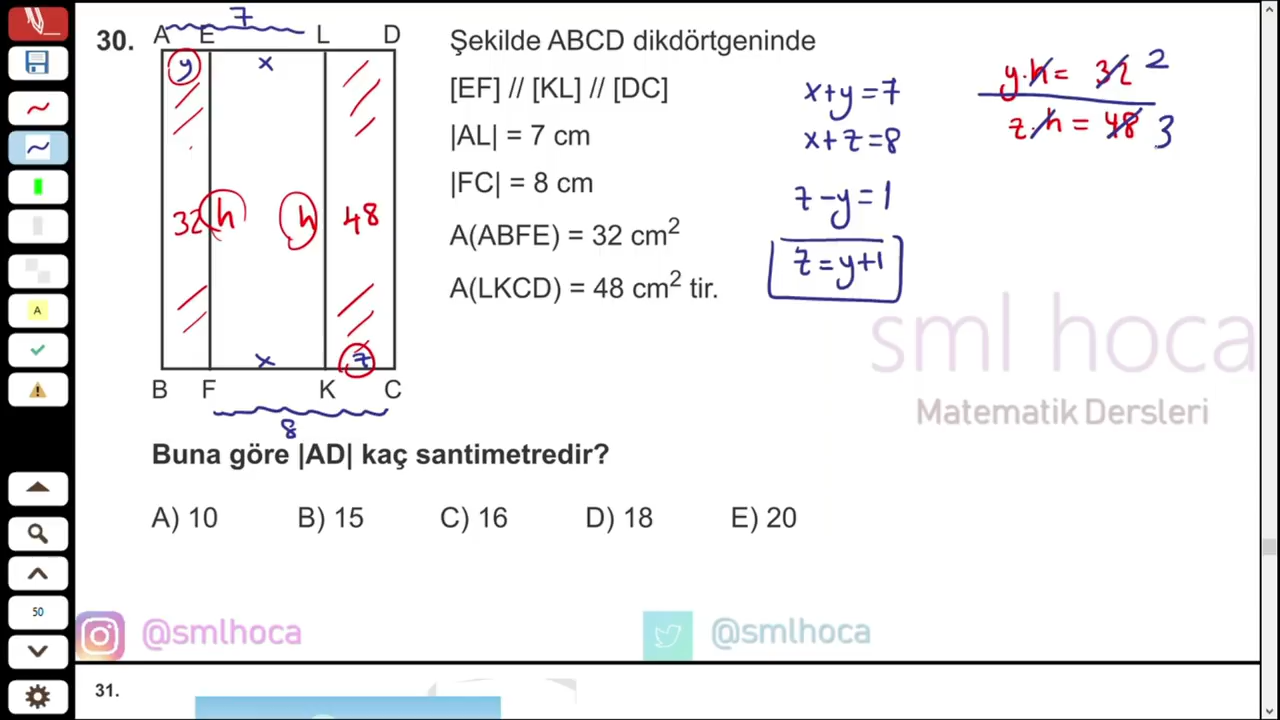 7
30. A E L D
Şekilde ABCD dikdörtgeninde
[EF] // [KL] // [DC]
|AL| = 7 cm
|FC| = 8 cm
A(ABFE) = 32 cm²
A(LKCD) = 48 cm² tir.
y x
32 h h 48
x z
B F K C
8
x+y=7
x+z=8
z-y=1
z=y+1
y.h= 32 2
z.h = 48 3
sml hoca
Matematik Dersleri
Buna göre |AD| kaç santimetredir?
A) 10 B) 15 C) 16 D) 18 E) 20
@smlhoca @smlhoca
31.
A
50